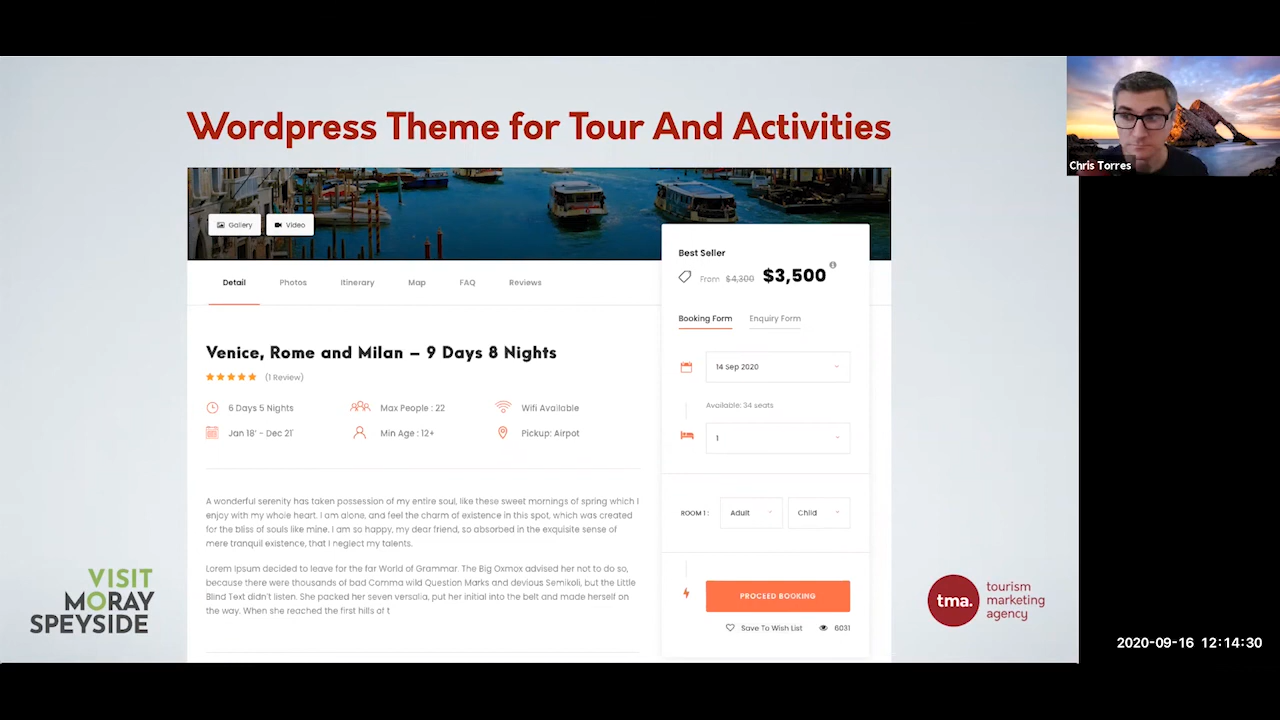 Wordpress Theme for Tour And Activities
Chris Torres
Gallery
Video
Best Seller
From $4,300 $3,500
Detail
Photos
Itinerary
Map
FAQ
Reviews
Booking Form
Enquiry Form
Venice, Rome and Milan – 9 Days 8 Nights
(1 Review)
14 Sep 2020
6 Days 5 Nights
Max People : 22
Wifi Available
Available: 34 seats
Jan 18' - Dec 21'
Min Age : 12+
Pickup: Airpot
1
A wonderful serenity has taken possession of my entire soul, like these sweet mornings of spring which I
enjoy with my whole heart. I am alone, and feel the charm of existence in this spot, which was created
for the bliss of souls like mine. I am so happy, my dear friend, so absorbed in the exquisite sense of
mere tranquil existence, that I neglect my talents.
ROOM 1 :
Adult
Child
Lorem Ipsum decided to leave for the far World of Grammar. The Big Oxmox advised her not to do so,
because there were thousands of bad Comma wild Question Marks and devious Semikoli, but the Little
Blind Text didn't listen. She packed her seven versalia, put her initial into the belt and made herself on
the way. When she reached the first hills of t
PROCEED BOOKING
Save To Wish List
6031
VISIT
MORAY
SPEYSIDE
tma.
tourism
marketing
agency
2020-09-16 12:14:30